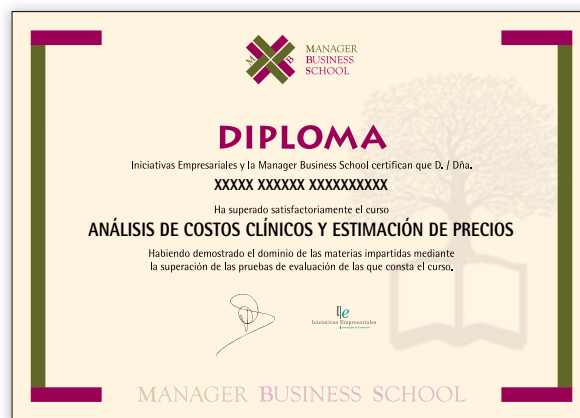 M B
MANAGER
BUSINESS
SCHOOL
DIPLOMA
Iniciativas Empresariales y la Manager Business School certifican que D. / Dña.
XXXXX XXXXXX XXXXXXXXXX
Ha superado satisfactoriamente el curso
ANÁLISIS DE COSTOS CLÍNICOS Y ESTIMACIÓN DE PRECIOS
Habiendo demostrado el dominio de las materias impartidas mediante
la superación de las pruebas de evaluación de las que consta el curso.
Iniciativas Empresariales
MANAGER BUSINESS SCHOOL